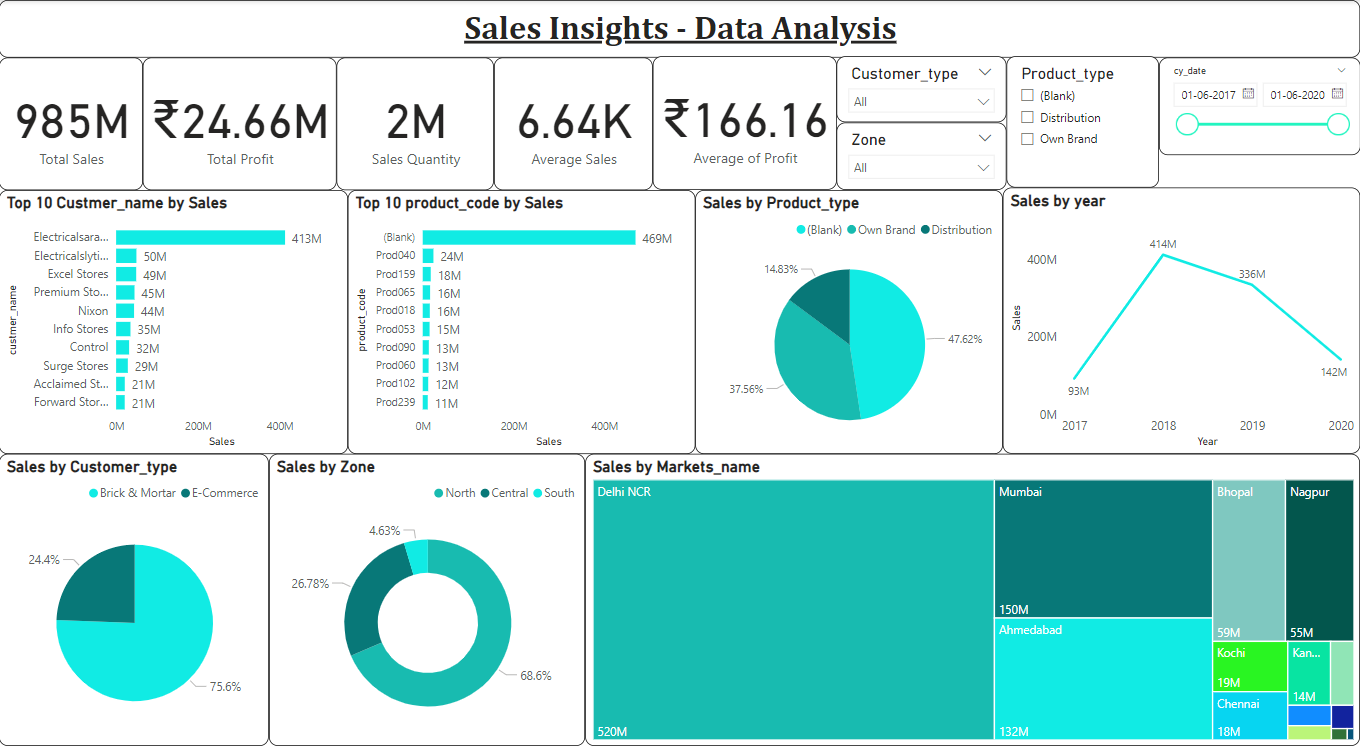 Sales Insights - Data Analysis
985M
Total Sales
₹24.66M
Total Profit
2M
Sales Quantity
6.64K
Average Sales
₹166.16
Average of Profit
Customer_type
All
Zone
All
Product_type
(Blank)
Distribution
Own Brand
cy_date
01-06-2017
01-06-2020
Top 10 Custmer_name by Sales
custmer_name
Electricalsara... 413M
Electricalslyti... 50M
Excel Stores 49M
Premium Sto... 45M
Nixon 44M
Info Stores 35M
Control 32M
Surge Stores 29M
Acclaimed St... 21M
Forward Stor... 21M
0M 200M 400M
Sales
Top 10 product_code by Sales
product_code
(Blank) 469M
Prod040 24M
Prod159 18M
Prod065 16M
Prod018 16M
Prod053 15M
Prod090 13M
Prod060 13M
Prod102 12M
Prod239 11M
0M 200M 400M
Sales
Sales by Product_type
(Blank) Own Brand Distribution
14.83%
47.62%
37.56%
Sales by year
Sales
400M
200M
0M
414M
336M
142M
93M
2017 2018 2019 2020
Year
Sales by Customer_type
Brick & Mortar E-Commerce
24.4%
75.6%
Sales by Zone
North Central South
4.63%
26.78%
68.6%
Sales by Markets_name
Delhi NCR
520M
Mumbai
150M
Ahmedabad
132M
Bhopal
59M
Nagpur
55M
Kochi
19M
Kan...
14M
Chennai
18M